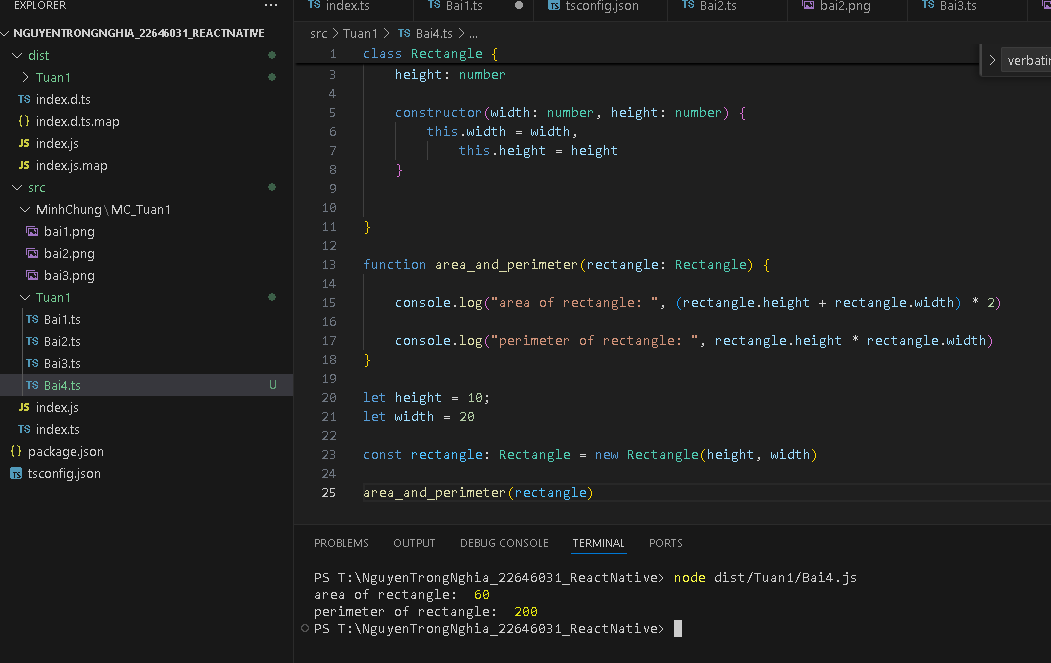 EXPLORER ...
NGUYENTRONGNGHIA_22646031_REACTNATIVE
dist
Tuan1
TS index.d.ts
{} index.d.ts.map
JS index.js
JS index.js.map
src
MinhChung\MC_Tuan1
bai1.png
bai2.png
bai3.png
Tuan1
TS Bai1.ts
TS Bai2.ts
TS Bai3.ts
TS Bai4.ts U
JS index.js
TS index.ts
{} package.json
TS tsconfig.json
TS index.ts TS Bai1.ts TS tsconfig.json TS Bai2.ts bai2.png TS Bai3.ts
src > Tuan1 > TS Bai4.ts > ...
1 class Rectangle {
3 height: number
4
5 constructor(width: number, height: number) {
6 this.width = width,
7 this.height = height
8 }
9
10
11 }
12
13 function area_and_perimeter(rectangle: Rectangle) {
14
15 console.log("area of rectangle: ", (rectangle.height + rectangle.width) * 2)
16
17 console.log("perimeter of rectangle: ", rectangle.height * rectangle.width)
18 }
19
20 let height = 10;
21 let width = 20
22
23 const rectangle: Rectangle = new Rectangle(height, width)
24
25 area_and_perimeter(rectangle)
PROBLEMS OUTPUT DEBUG CONSOLE TERMINAL PORTS
PS T:\NguyenTrongNghia_22646031_ReactNative> node dist/Tuan1/Bai4.js
area of rectangle:  60
perimeter of rectangle:  200
PS T:\NguyenTrongNghia_22646031_ReactNative>